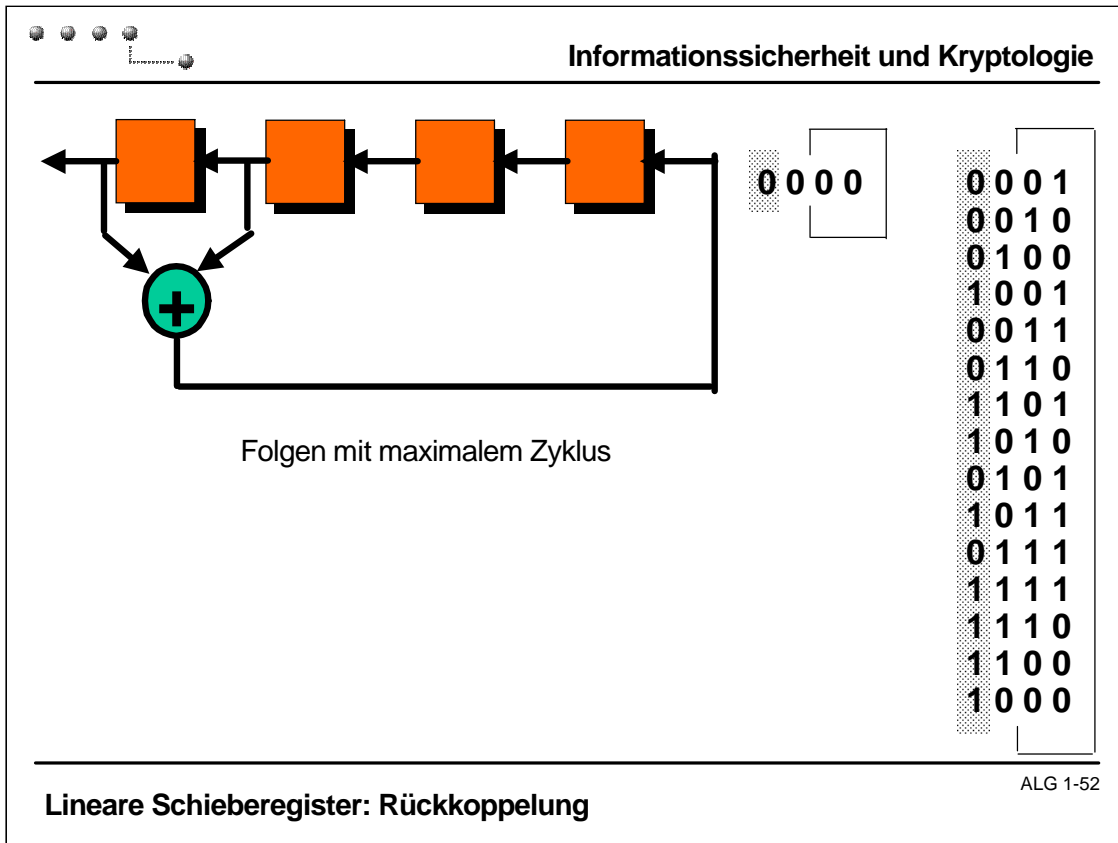 Informationssicherheit und Kryptologie
+
0 0 0 0
0 0 0 1
0 0 1 0
0 1 0 0
1 0 0 1
0 0 1 1
0 1 1 0
1 1 0 1
1 0 1 0
0 1 0 1
1 0 1 1
0 1 1 1
1 1 1 1
1 1 1 0
1 1 0 0
1 0 0 0
Folgen mit maximalem Zyklus
ALG 1-52
Lineare Schieberegister: Rückkoppelung